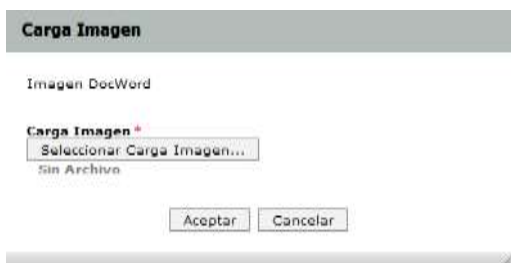 Carga Imagen
Imagen DocWord
Carga Imagen *
Seleccionar Carga Imagen...
Sin Archivo
Aceptar Cancelar